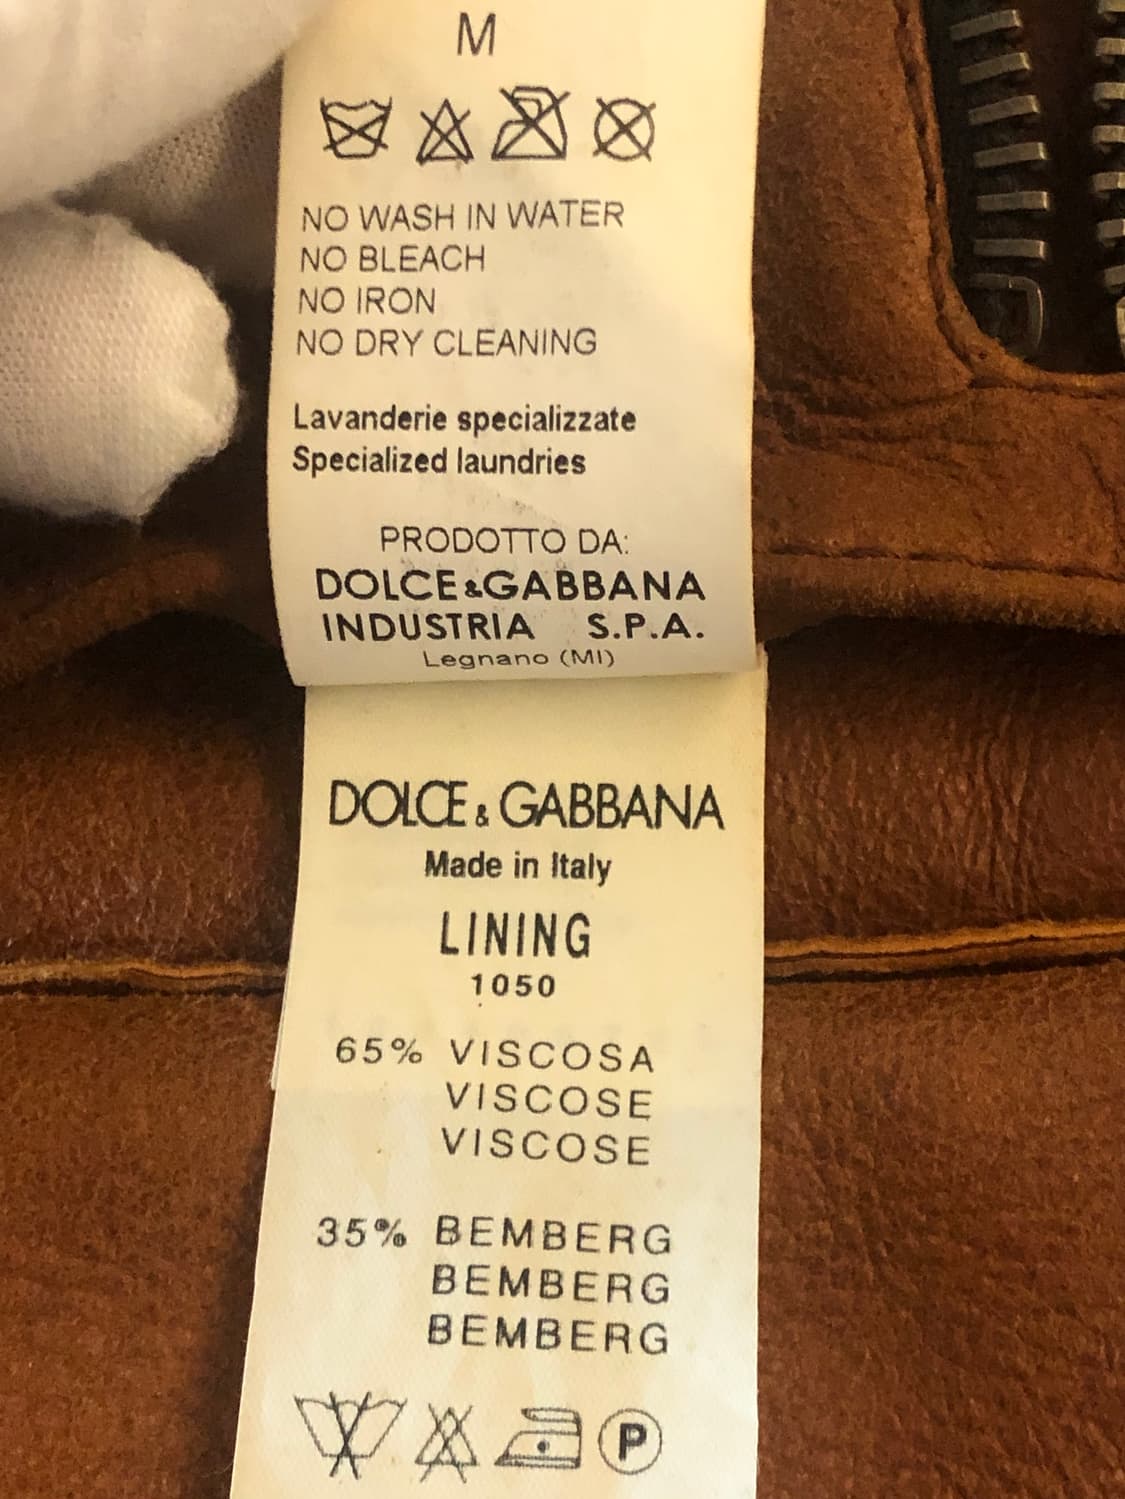 M
NO WASH IN WATER
NO BLEACH
NO IRON
NO DRY CLEANING
Lavanderie specializzate
Specialized laundries
PRODOTTO DA:
DOLCE&GABBANA
INDUSTRIA S.P.A.
Legnano (MI)
DOLCE & GABBANA
Made in Italy
LINING
1050
65% VISCOSA
VISCOSE
VISCOSE
35% BEMBERG
BEMBERG
BEMBERG
P